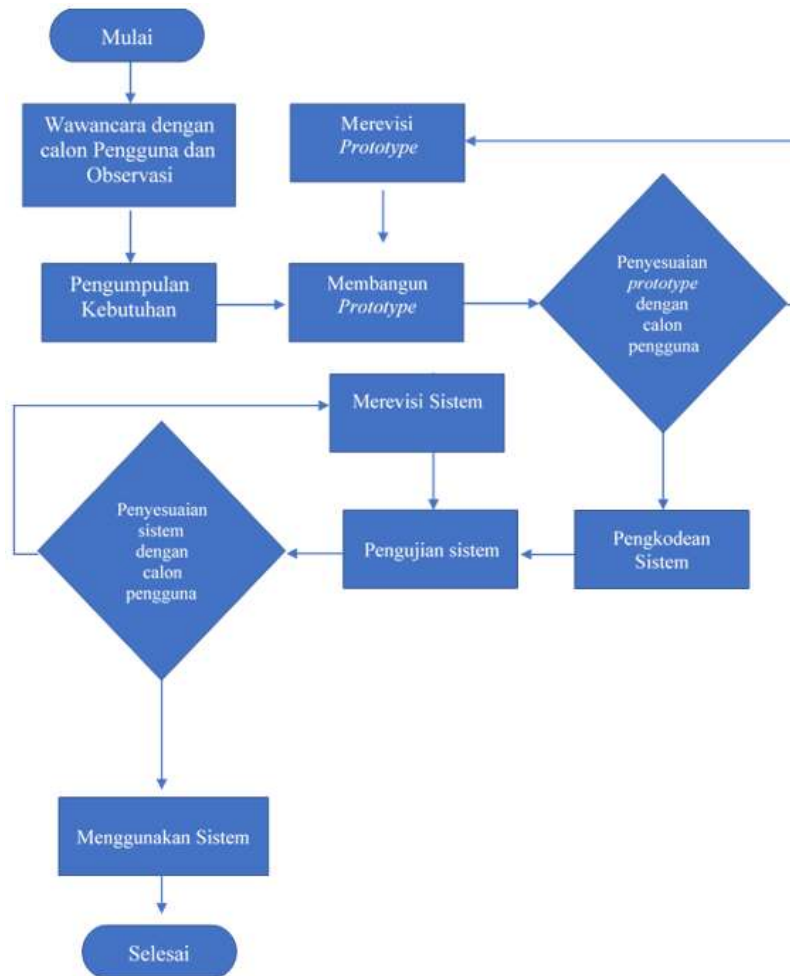 Mulai
Wawancara dengan
calon Pengguna dan
Observasi
Merevisi
Prototype
Pengumpulan
Kebutuhan
Membangun
Prototype
Penyesuaian
prototype
dengan
calon
pengguna
Merevisi Sistem
Penyesuaian
sistem
dengan
calon
pengguna
Pengujian sistem
Pengkodean
Sistem
Menggunakan Sistem
Selesai